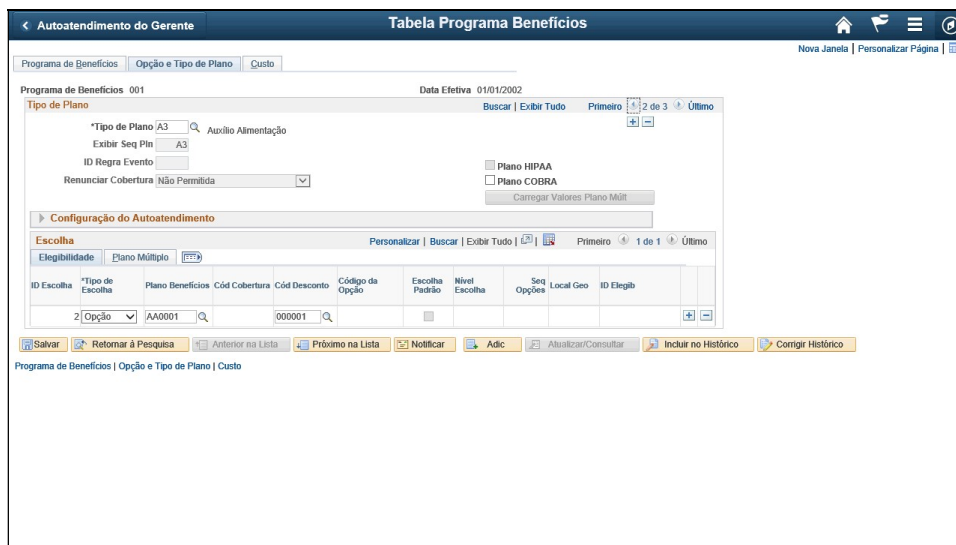 Autoatendimento do Gerente
Tabela Programa Benefícios
Nova Janela | Personalizar Página |
Programa de Benefícios Opção e Tipo de Plano Custo
Programa de Benefícios 001 Data Efetiva 01/01/2002
Tipo de Plano Buscar | Exibir Tudo Primeiro 2 de 3 Último
*Tipo de Plano A3 Auxílio Alimentação
Exibir Seq Pln A3
ID Regra Evento Plano HIPAA
Renunciar Cobertura Não Permitida Plano COBRA
Carregar Valores Plano Múlt
Configuração do Autoatendimento
Escolha Personalizar | Buscar | Exibir Tudo | | Primeiro 1 de 1 Último
Elegibilidade Plano Múltiplo
ID Escolha *Tipo de Escolha Plano Benefícios Cód Cobertura Cód Desconto Código da Opção Escolha Padrão Nível Escolha Seq Opções Local Geo ID Elegib
2 Opção AA0001 000001
Salvar Retornar à Pesquisa Anterior na Lista Próximo na Lista Notificar Adic Atualizar/Consultar Incluir no Histórico Corrigir Histórico
Programa de Benefícios | Opção e Tipo de Plano | Custo